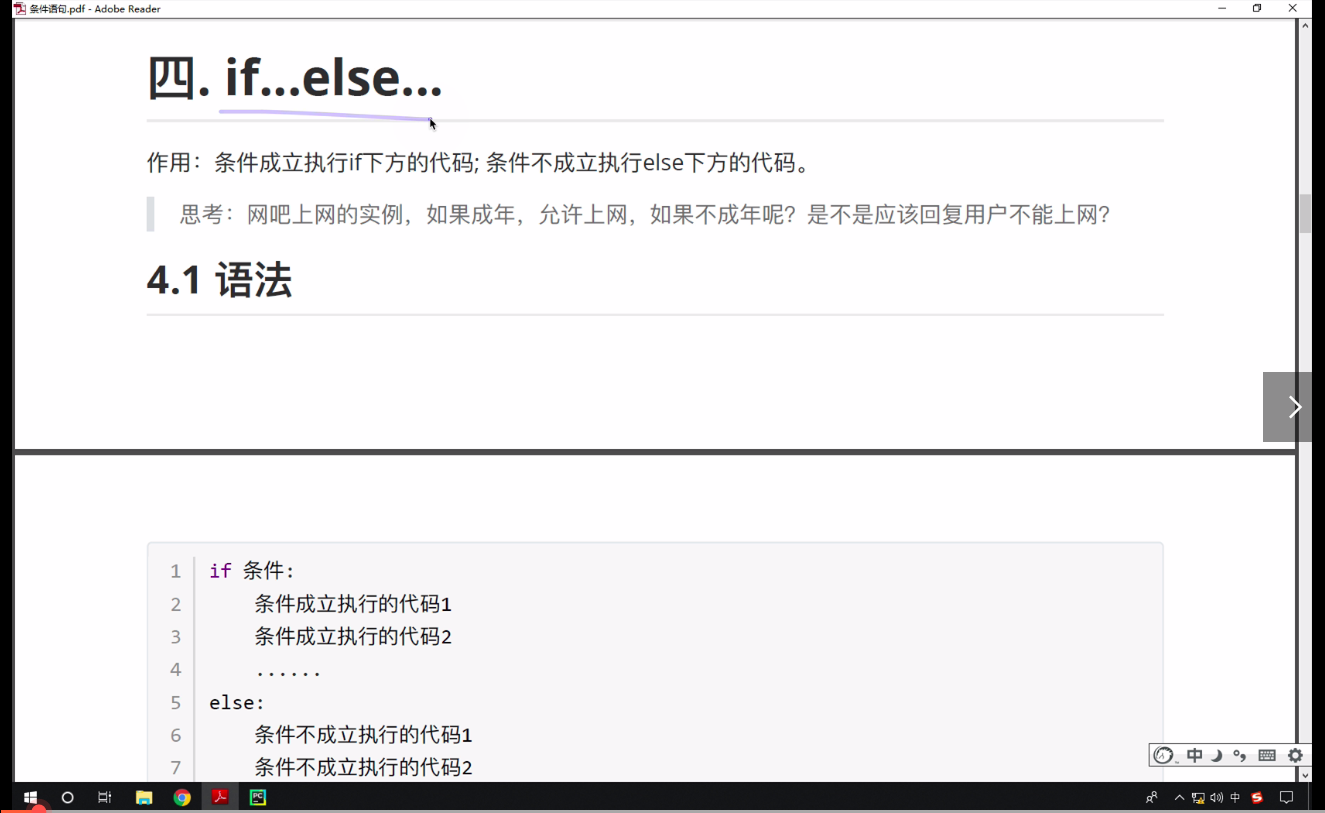 条件语句.pdf - Adobe Reader
四. if...else...
作用：条件成立执行if下方的代码; 条件不成立执行else下方的代码。
思考：网吧上网的实例，如果成年，允许上网，如果不成年呢？是不是应该回复用户不能上网？
4.1 语法
1 if 条件:
2 条件成立执行的代码1
3 条件成立执行的代码2
4 ......
5 else:
6 条件不成立执行的代码1
7 条件不成立执行的代码2
中
PC
中